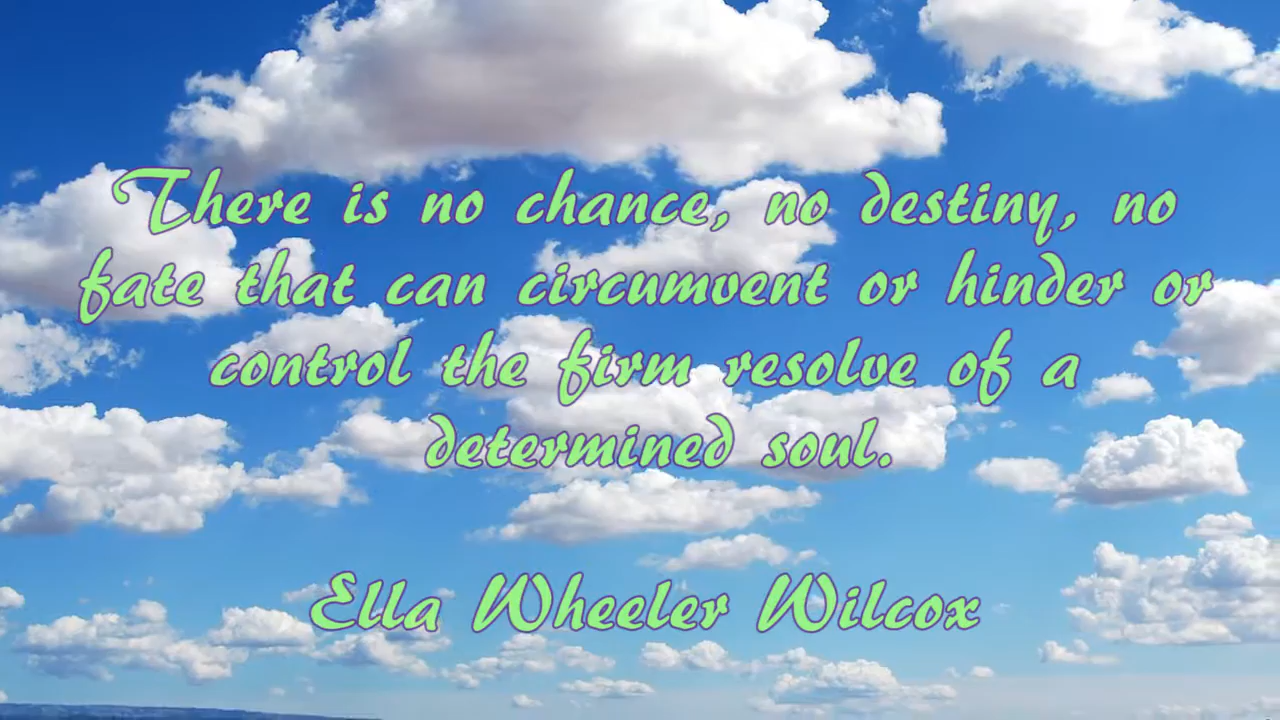 There is no chance, no destiny, no
fate that can circumvent or hinder or
control the firm resolve of a
determined soul.
Ella Wheeler Wilcox